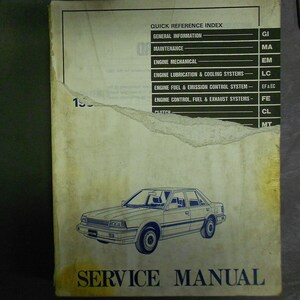 QUICK REFERENCE INDEX
GENERAL INFORMATION GI
MAINTENANCE MA
ENGINE MECHANICAL EM
ENGINE LUBRICATION & COOLING SYSTEMS LC
ENGINE FUEL & EMISSION CONTROL SYSTEM EF & EC
ENGINE CONTROL, FUEL & EXHAUST SYSTEMS FE
CL
MT
SERVICE MANUAL